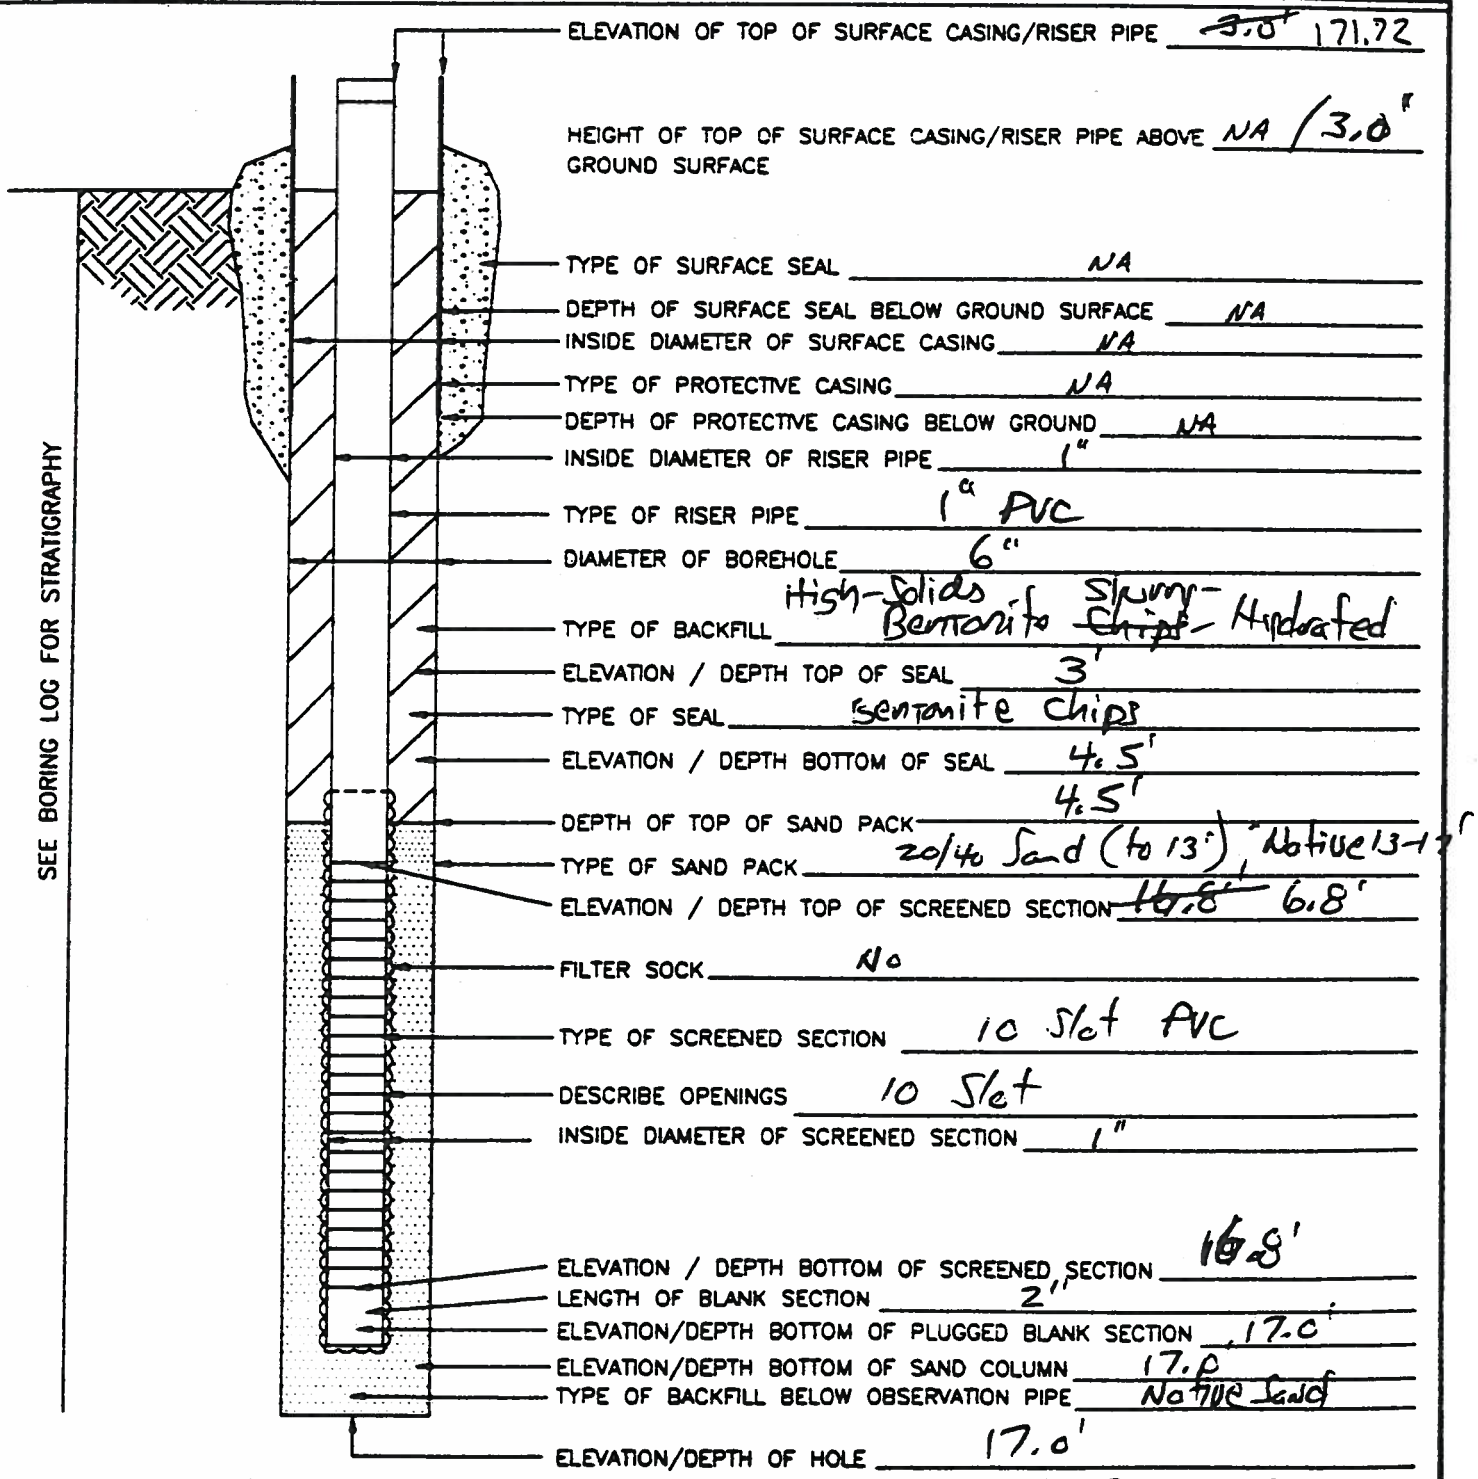 ELEVATION OF TOP OF SURFACE CASING/RISER PIPE 3.0' 171.72
HEIGHT OF TOP OF SURFACE CASING/RISER PIPE ABOVE NA / 3.0'
GROUND SURFACE
TYPE OF SURFACE SEAL NA
DEPTH OF SURFACE SEAL BELOW GROUND SURFACE NA
INSIDE DIAMETER OF SURFACE CASING NA
TYPE OF PROTECTIVE CASING NA
DEPTH OF PROTECTIVE CASING BELOW GROUND NA
INSIDE DIAMETER OF RISER PIPE 1"
TYPE OF RISER PIPE 1" PVC
DIAMETER OF BOREHOLE 6"
High-Solids Slurry-
TYPE OF BACKFILL Bentonite Chips- Hydrated
ELEVATION / DEPTH TOP OF SEAL 3'
TYPE OF SEAL Bentonite Chips
ELEVATION / DEPTH BOTTOM OF SEAL 4.5'
DEPTH OF TOP OF SAND PACK 4.5'
TYPE OF SAND PACK 20/40 Sand (to 13'), Native 13-17'
ELEVATION / DEPTH TOP OF SCREENED SECTION 16.8' 6.8'
FILTER SOCK No
TYPE OF SCREENED SECTION 10 Slot PVC
DESCRIBE OPENINGS 10 Slot
INSIDE DIAMETER OF SCREENED SECTION 1"
ELEVATION / DEPTH BOTTOM OF SCREENED SECTION 16.8'
LENGTH OF BLANK SECTION 2"
ELEVATION/DEPTH BOTTOM OF PLUGGED BLANK SECTION 17.0'
ELEVATION/DEPTH BOTTOM OF SAND COLUMN 17.0
TYPE OF BACKFILL BELOW OBSERVATION PIPE Native Sand
ELEVATION/DEPTH OF HOLE 17.0'
SEE BORING LOG FOR STRATIGRAPHY